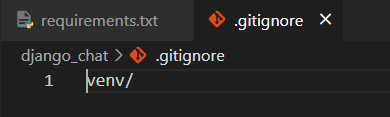 requirements.txt .gitignore
django_chat > .gitignore
1 venv/